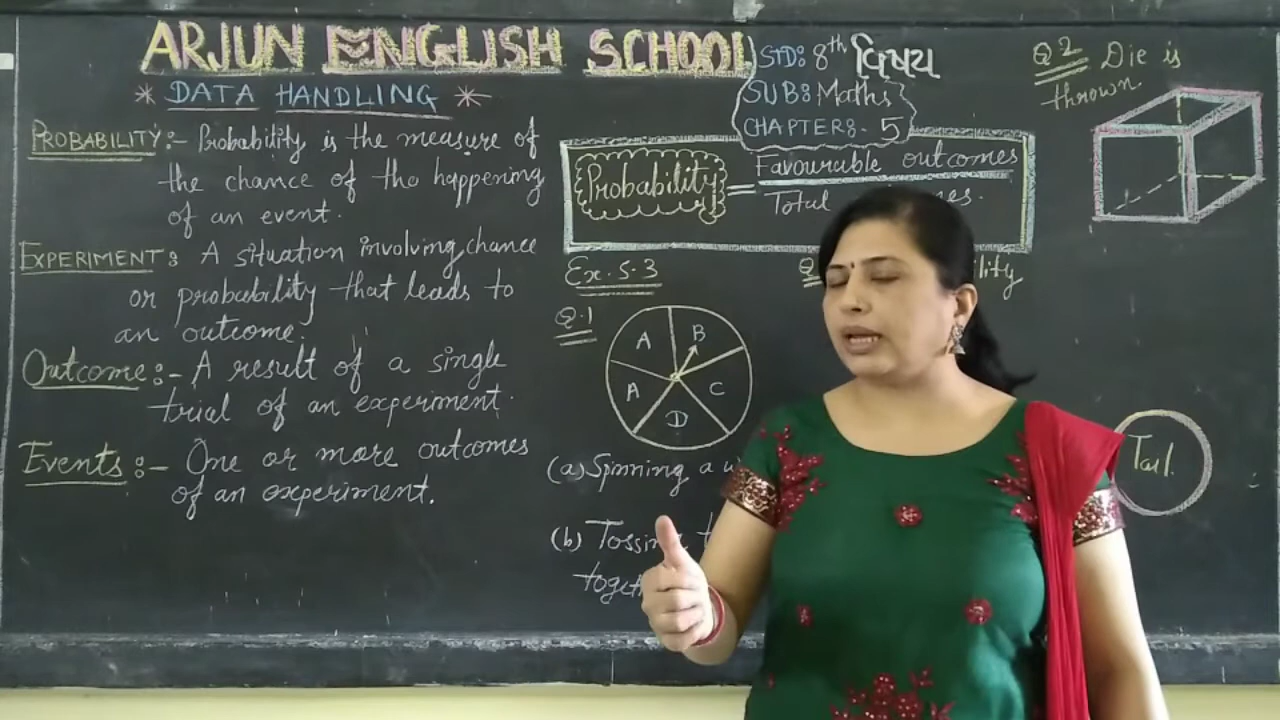 ARJUN ENGLISH SCHOOL
STD: 8th વિષય
SUB: Maths
CHAPTER:- 5
* DATA HANDLING *
PROBABILITY:- Probability is the measure of
the chance of the happening
of an event.
EXPERIMENT: A situation involving chance
or probability that leads to
an outcome.
Outcome:- A result of a single
trial of an experiment.
Events:- One or more outcomes
of an experiment.
Probability = Favourable outcomes
Total
Ex. 5.3
Q.1
A
B
A
C
D
(a) Spinning a
(b) Tossing
Q2 Die is
thrown
Tail.